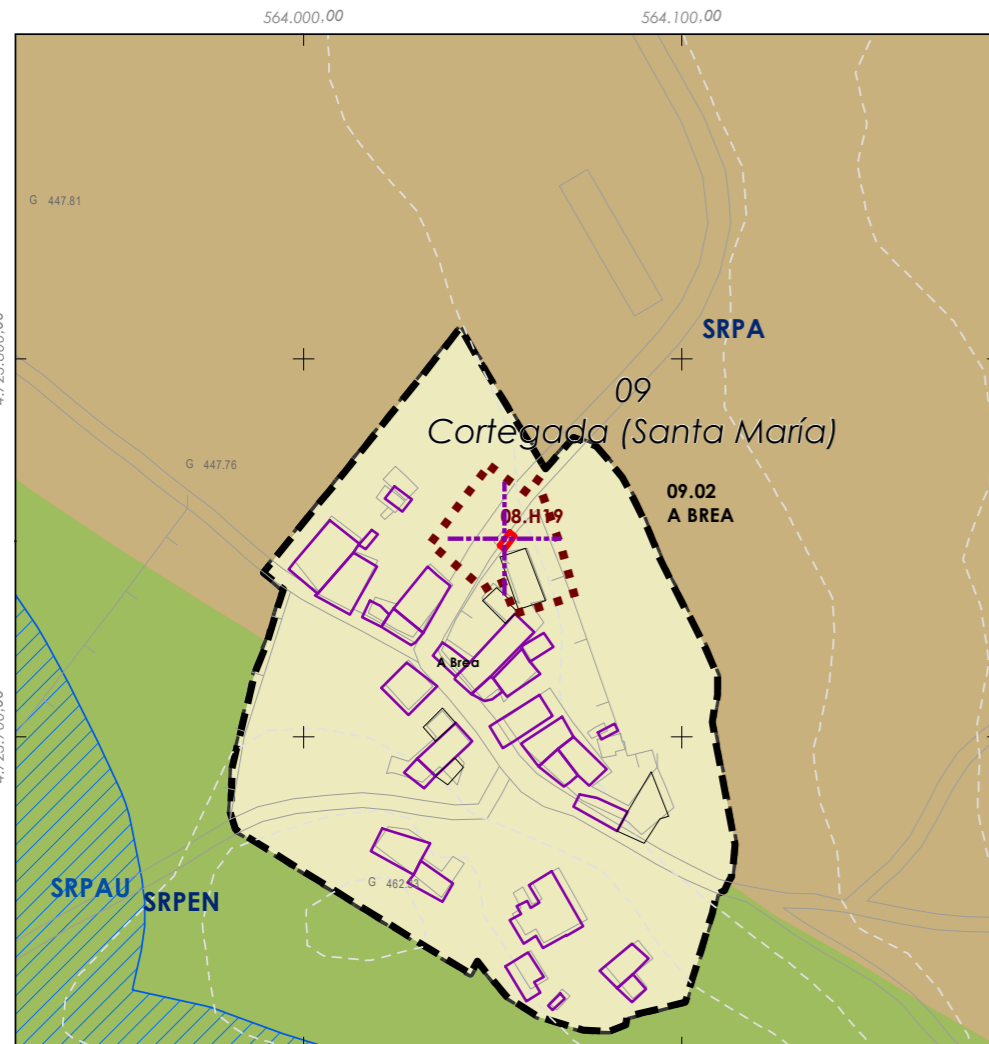 564.000,00
564.100,00
G 447.81
SRPA
09
Cortegada (Santa María)
G 447.76
09.02
A BREA
08.H19
A Brea
G
SRPAU
SRPEN